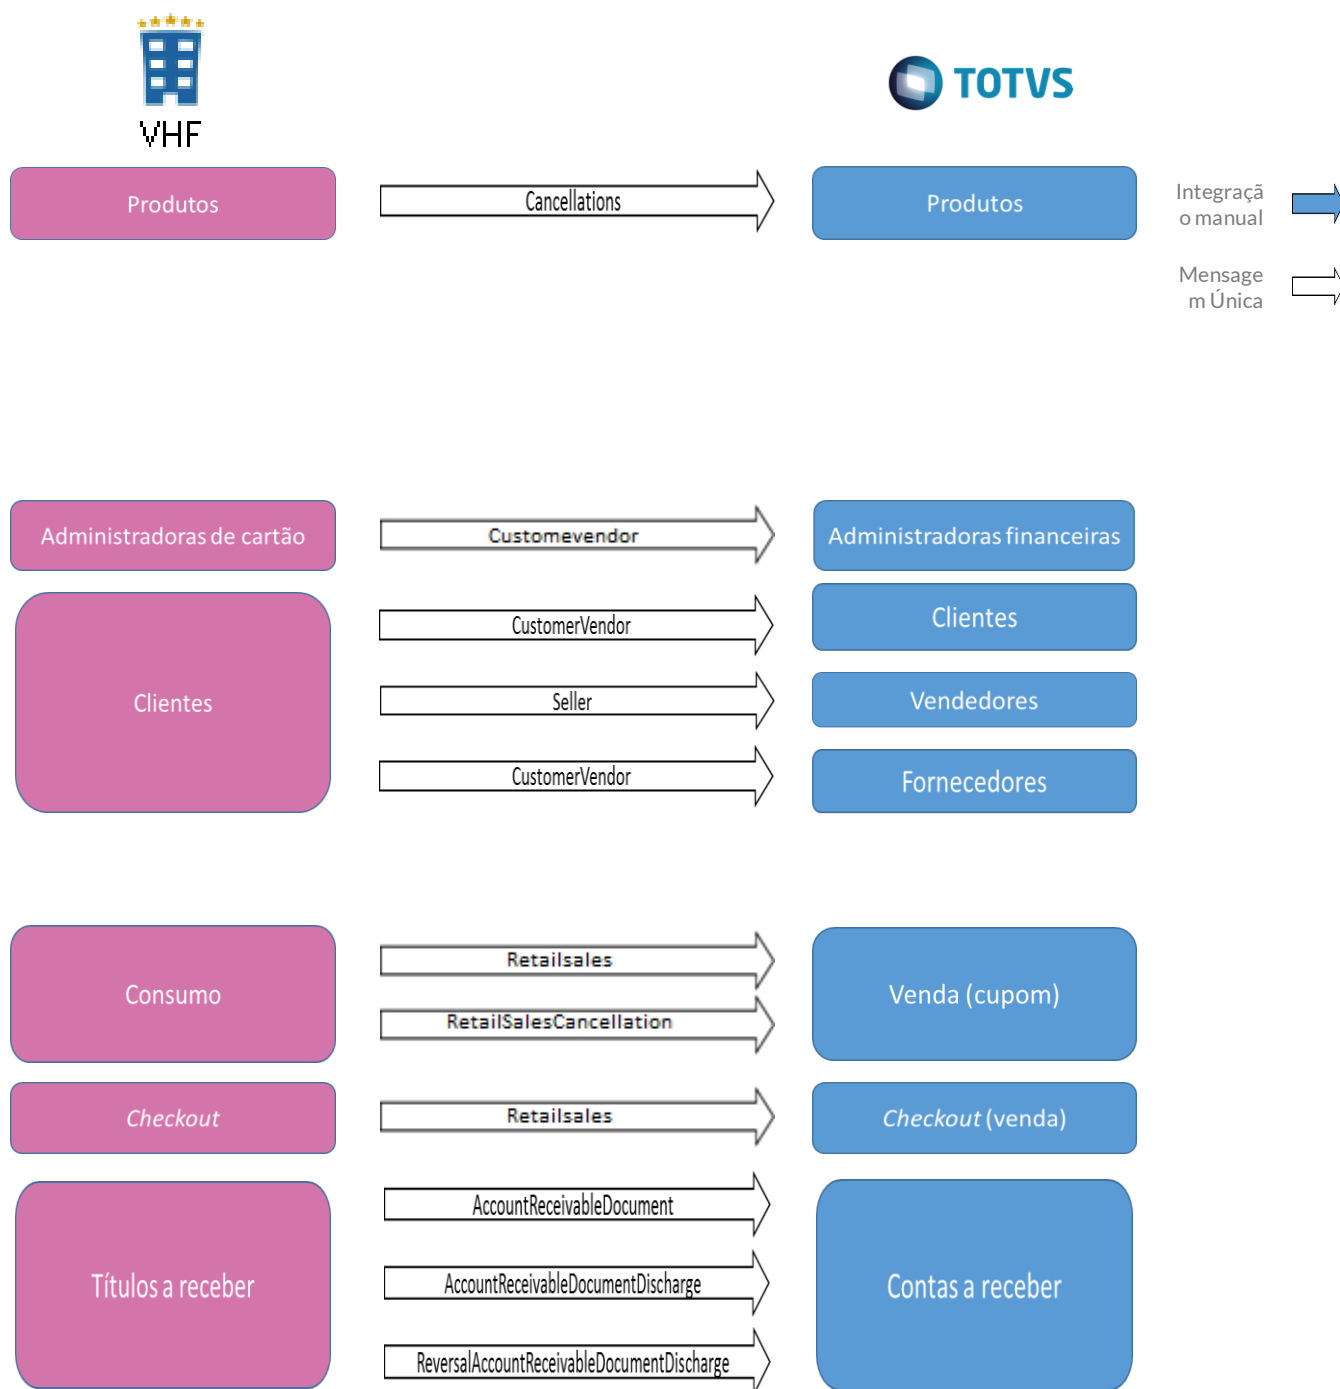 VHF
TOTVS
Produtos
Cancellations
Produtos
Integraçã
o manual
Mensage
m Única
Administradoras de cartão
Customevendor
Administradoras financeiras
Clientes
CustomerVendor
Clientes
Seller
Vendedores
CustomerVendor
Fornecedores
Consumo
Retailsales
RetailSalesCancellation
Venda (cupom)
Checkout
Retailsales
Checkout (venda)
Títulos a receber
AccountReceivableDocument
AccountReceivableDocumentDischarge
ReversalAccountReceivableDocumentDischarge
Contas a receber